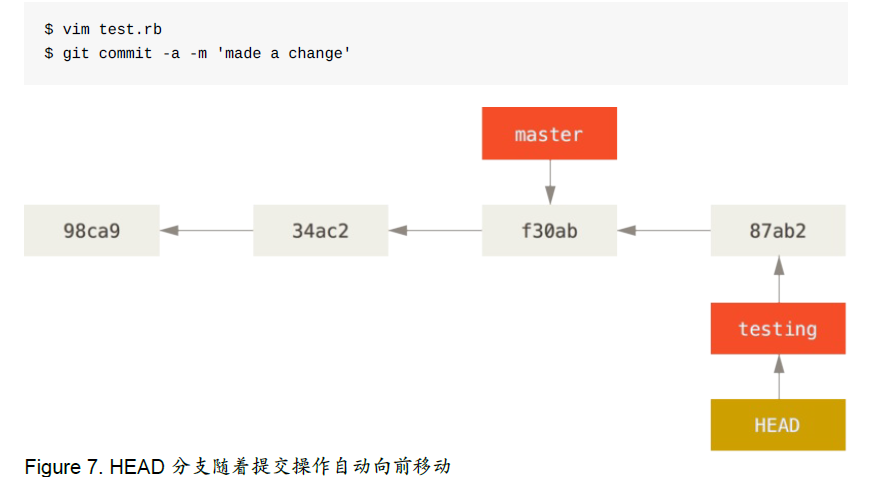 $ vim test.rb
$ git commit -a -m 'made a change'
master
98ca9
34ac2
f30ab
87ab2
testing
HEAD
Figure 7. HEAD 分支随着提交操作自动向前移动